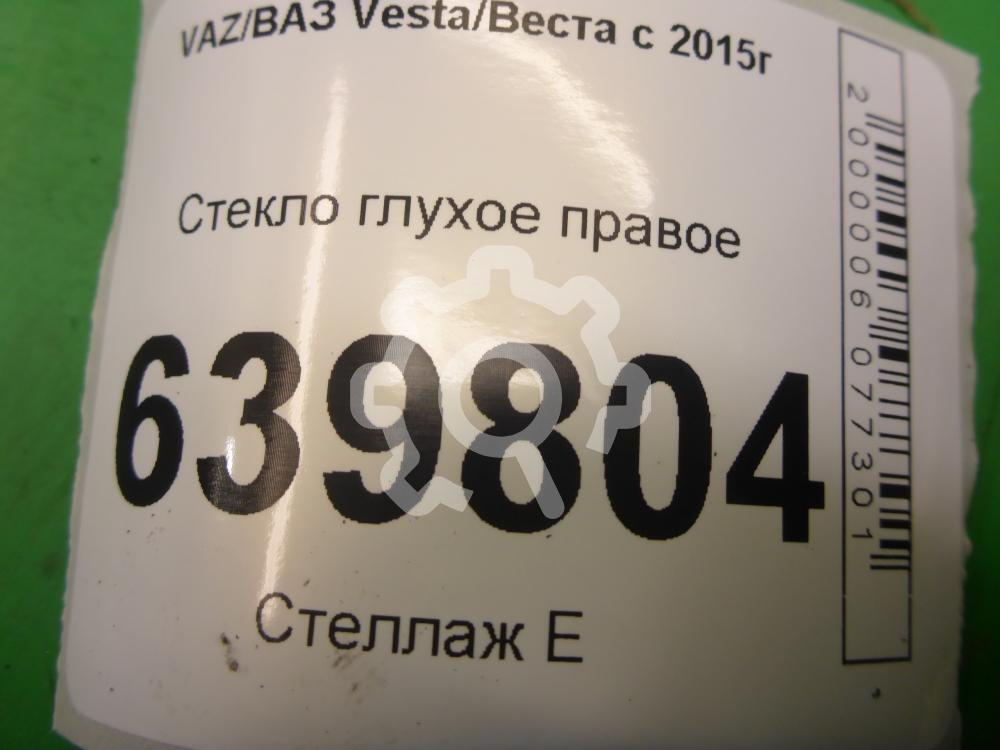 VAZ/ВАЗ Vesta/Веста с 2015г
Стекло глухое правое
639804
Стеллаж Е
2000006077301